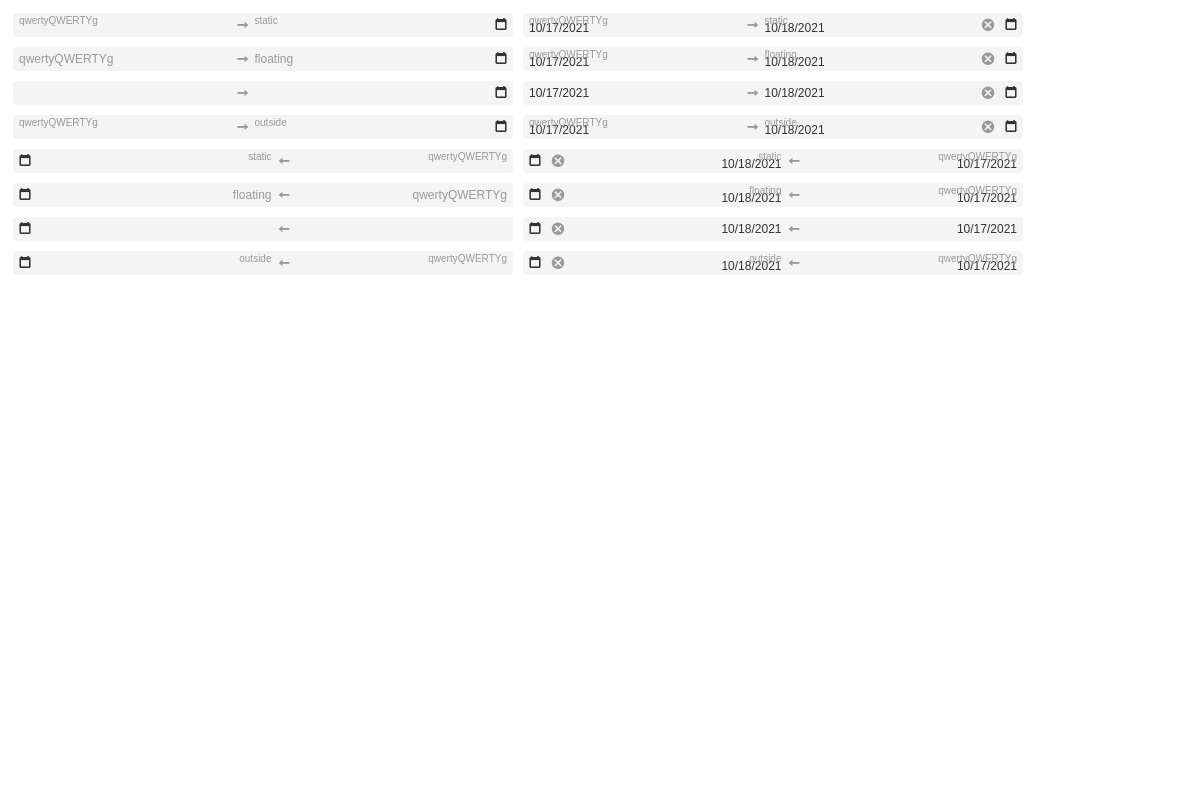 qwertyQWERTYg static qwertyQWERTYg static
10/17/2021 10/18/2021
qwertyQWERTYg floating qwertyQWERTYg floating
10/17/2021 10/18/2021
10/17/2021 10/18/2021
qwertyQWERTYg outside qwertyQWERTYg outside
10/17/2021 10/18/2021
static qwertyQWERTYg static qwertyQWERTYg
10/18/2021 10/17/2021
floating qwertyQWERTYg floating qwertyQWERTYg
10/18/2021 10/17/2021
10/18/2021 10/17/2021
outside qwertyQWERTYg outside qwertyQWERTYg
10/18/2021 10/17/2021